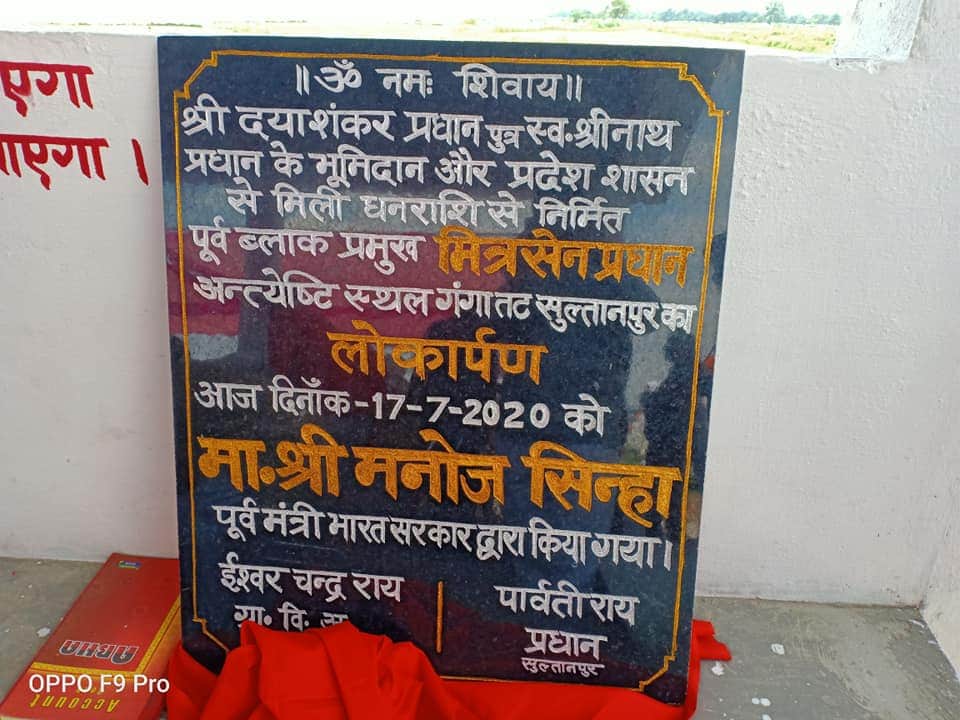 ॥ ॐ नमः शिवाय॥
श्री दयाशंकर प्रधान पुत्र स्व.श्रीनाथ
प्रधान के भूमिदान और प्रदेश शासन
से मिली धनराशि से निर्मित
पूर्व ब्लाक प्रमुख मित्रसेन प्रधान
अन्त्येष्टि स्थल गंगा तट सुल्तानपुर का
लोकार्पण
आज दिनाँक-17-7-2020 को
मा.श्री मनोज सिन्हा
पूर्व मंत्री भारत सरकार द्वारा किया गया।
ईश्वर चन्द्र राय
ग्रा॰ वि॰ अ॰
पार्वती राय
प्रधान
सुल्तानपुर
एगा
ाएगा ।
Account
OPPO F9 Pro